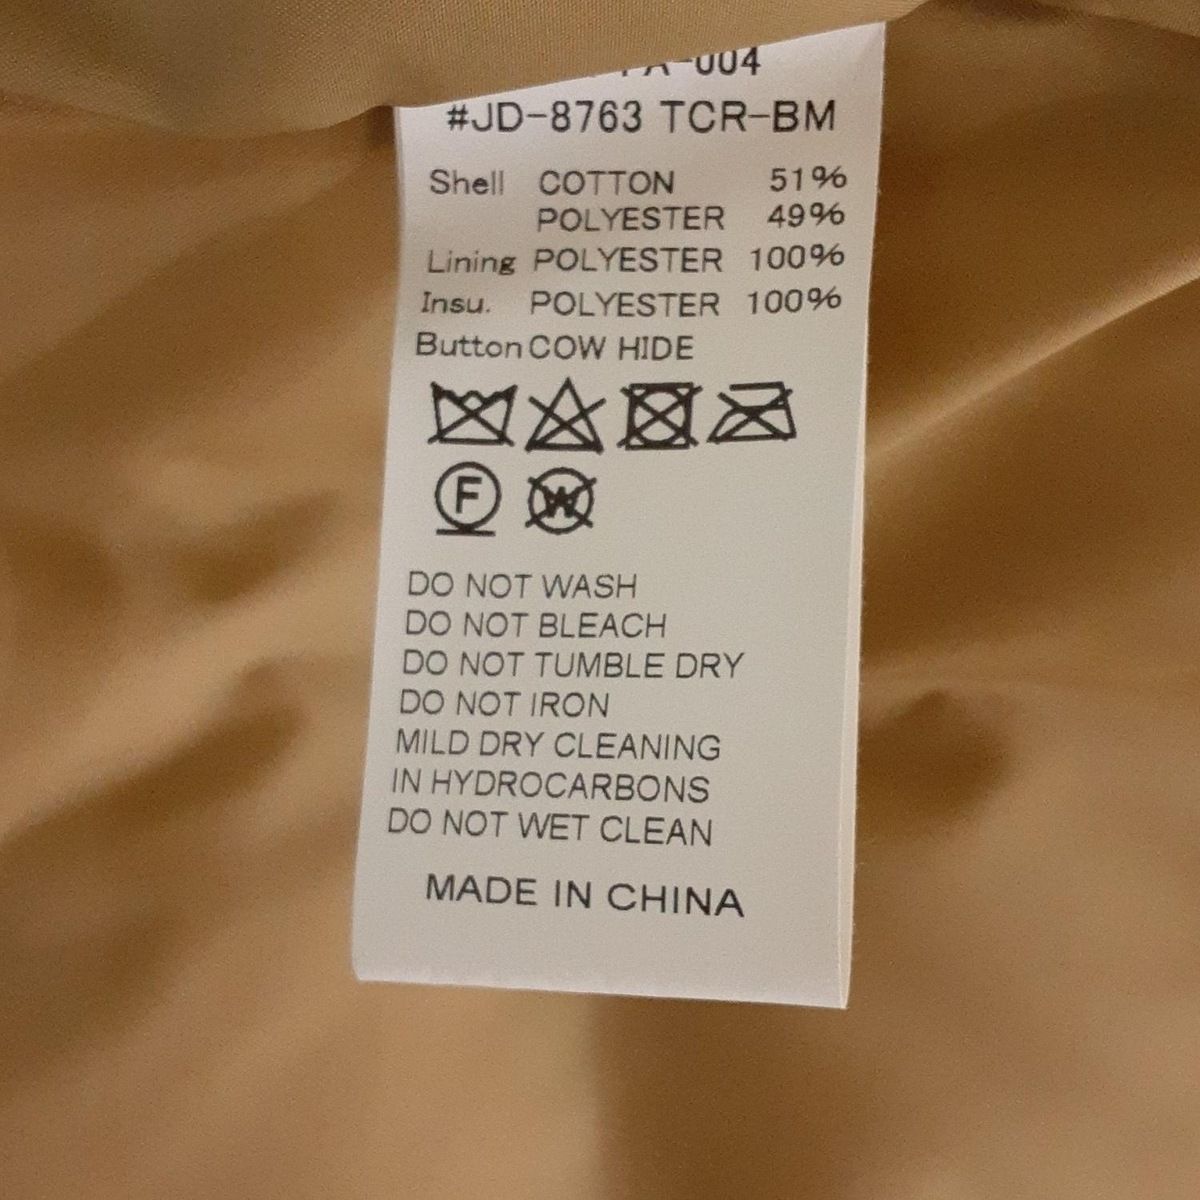 -004
#JD-8763 TCR-BM
Shell COTTON 51%
POLYESTER 49%
Lining POLYESTER 100%
Insu. POLYESTER 100%
Button COW HIDE
F W
DO NOT WASH
DO NOT BLEACH
DO NOT TUMBLE DRY
DO NOT IRON
MILD DRY CLEANING
IN HYDROCARBONS
DO NOT WET CLEAN
MADE IN CHINA